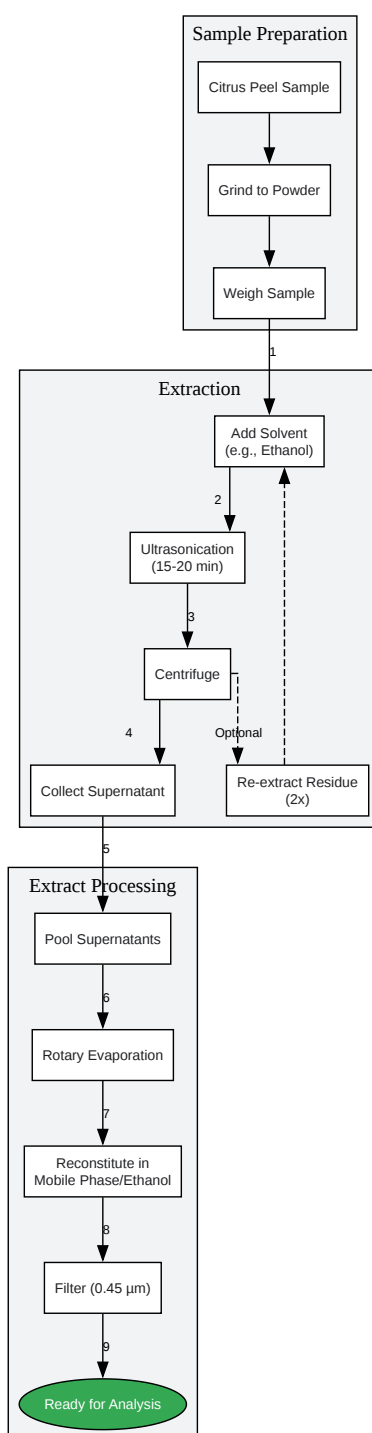 Sample Preparation
Citrus Peel Sample
Grind to Powder
Weigh Sample
1
Extraction
Add Solvent
(e.g., Ethanol)
2
Ultrasonication
(15-20 min)
3
Centrifuge
4
Optional
Collect Supernatant
Re-extract Residue
(2x)
5
Extract Processing
Pool Supernatants
6
Rotary Evaporation
7
Reconstitute in
Mobile Phase/Ethanol
8
Filter (0.45 µm)
9
Ready for Analysis